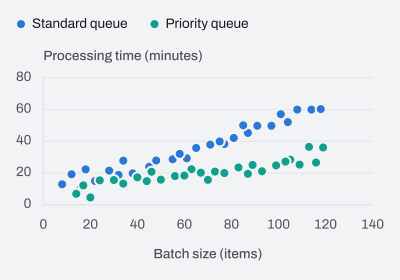 Standard queue Priority queue
Processing time (minutes)
80
60
40
20
0
0 20 40 60 80 100 120 140
Batch size (items)